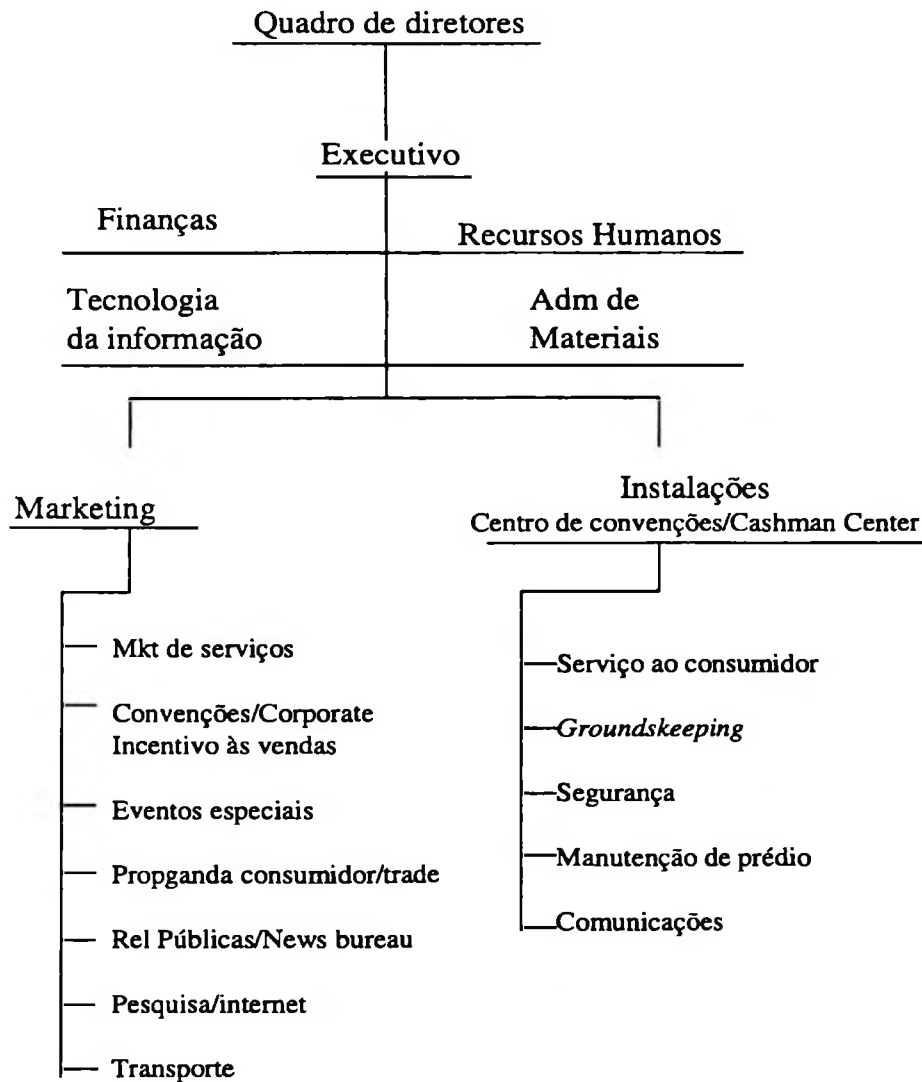 Quadro de diretores
Executivo
Finanças
Recursos Humanos
Tecnologia
da informação
Adm de
Materiais
Marketing
Instalações
Centro de convenções/Cashman Center
Mkt de serviços
Convenções/Corporate
Incentivo às vendas
Eventos especiais
Propganda consumidor/trade
Rel Públicas/News bureau
Pesquisa/internet
Transporte
Serviço ao consumidor
Groundskeeping
Segurança
Manutenção de prédio
Comunicações